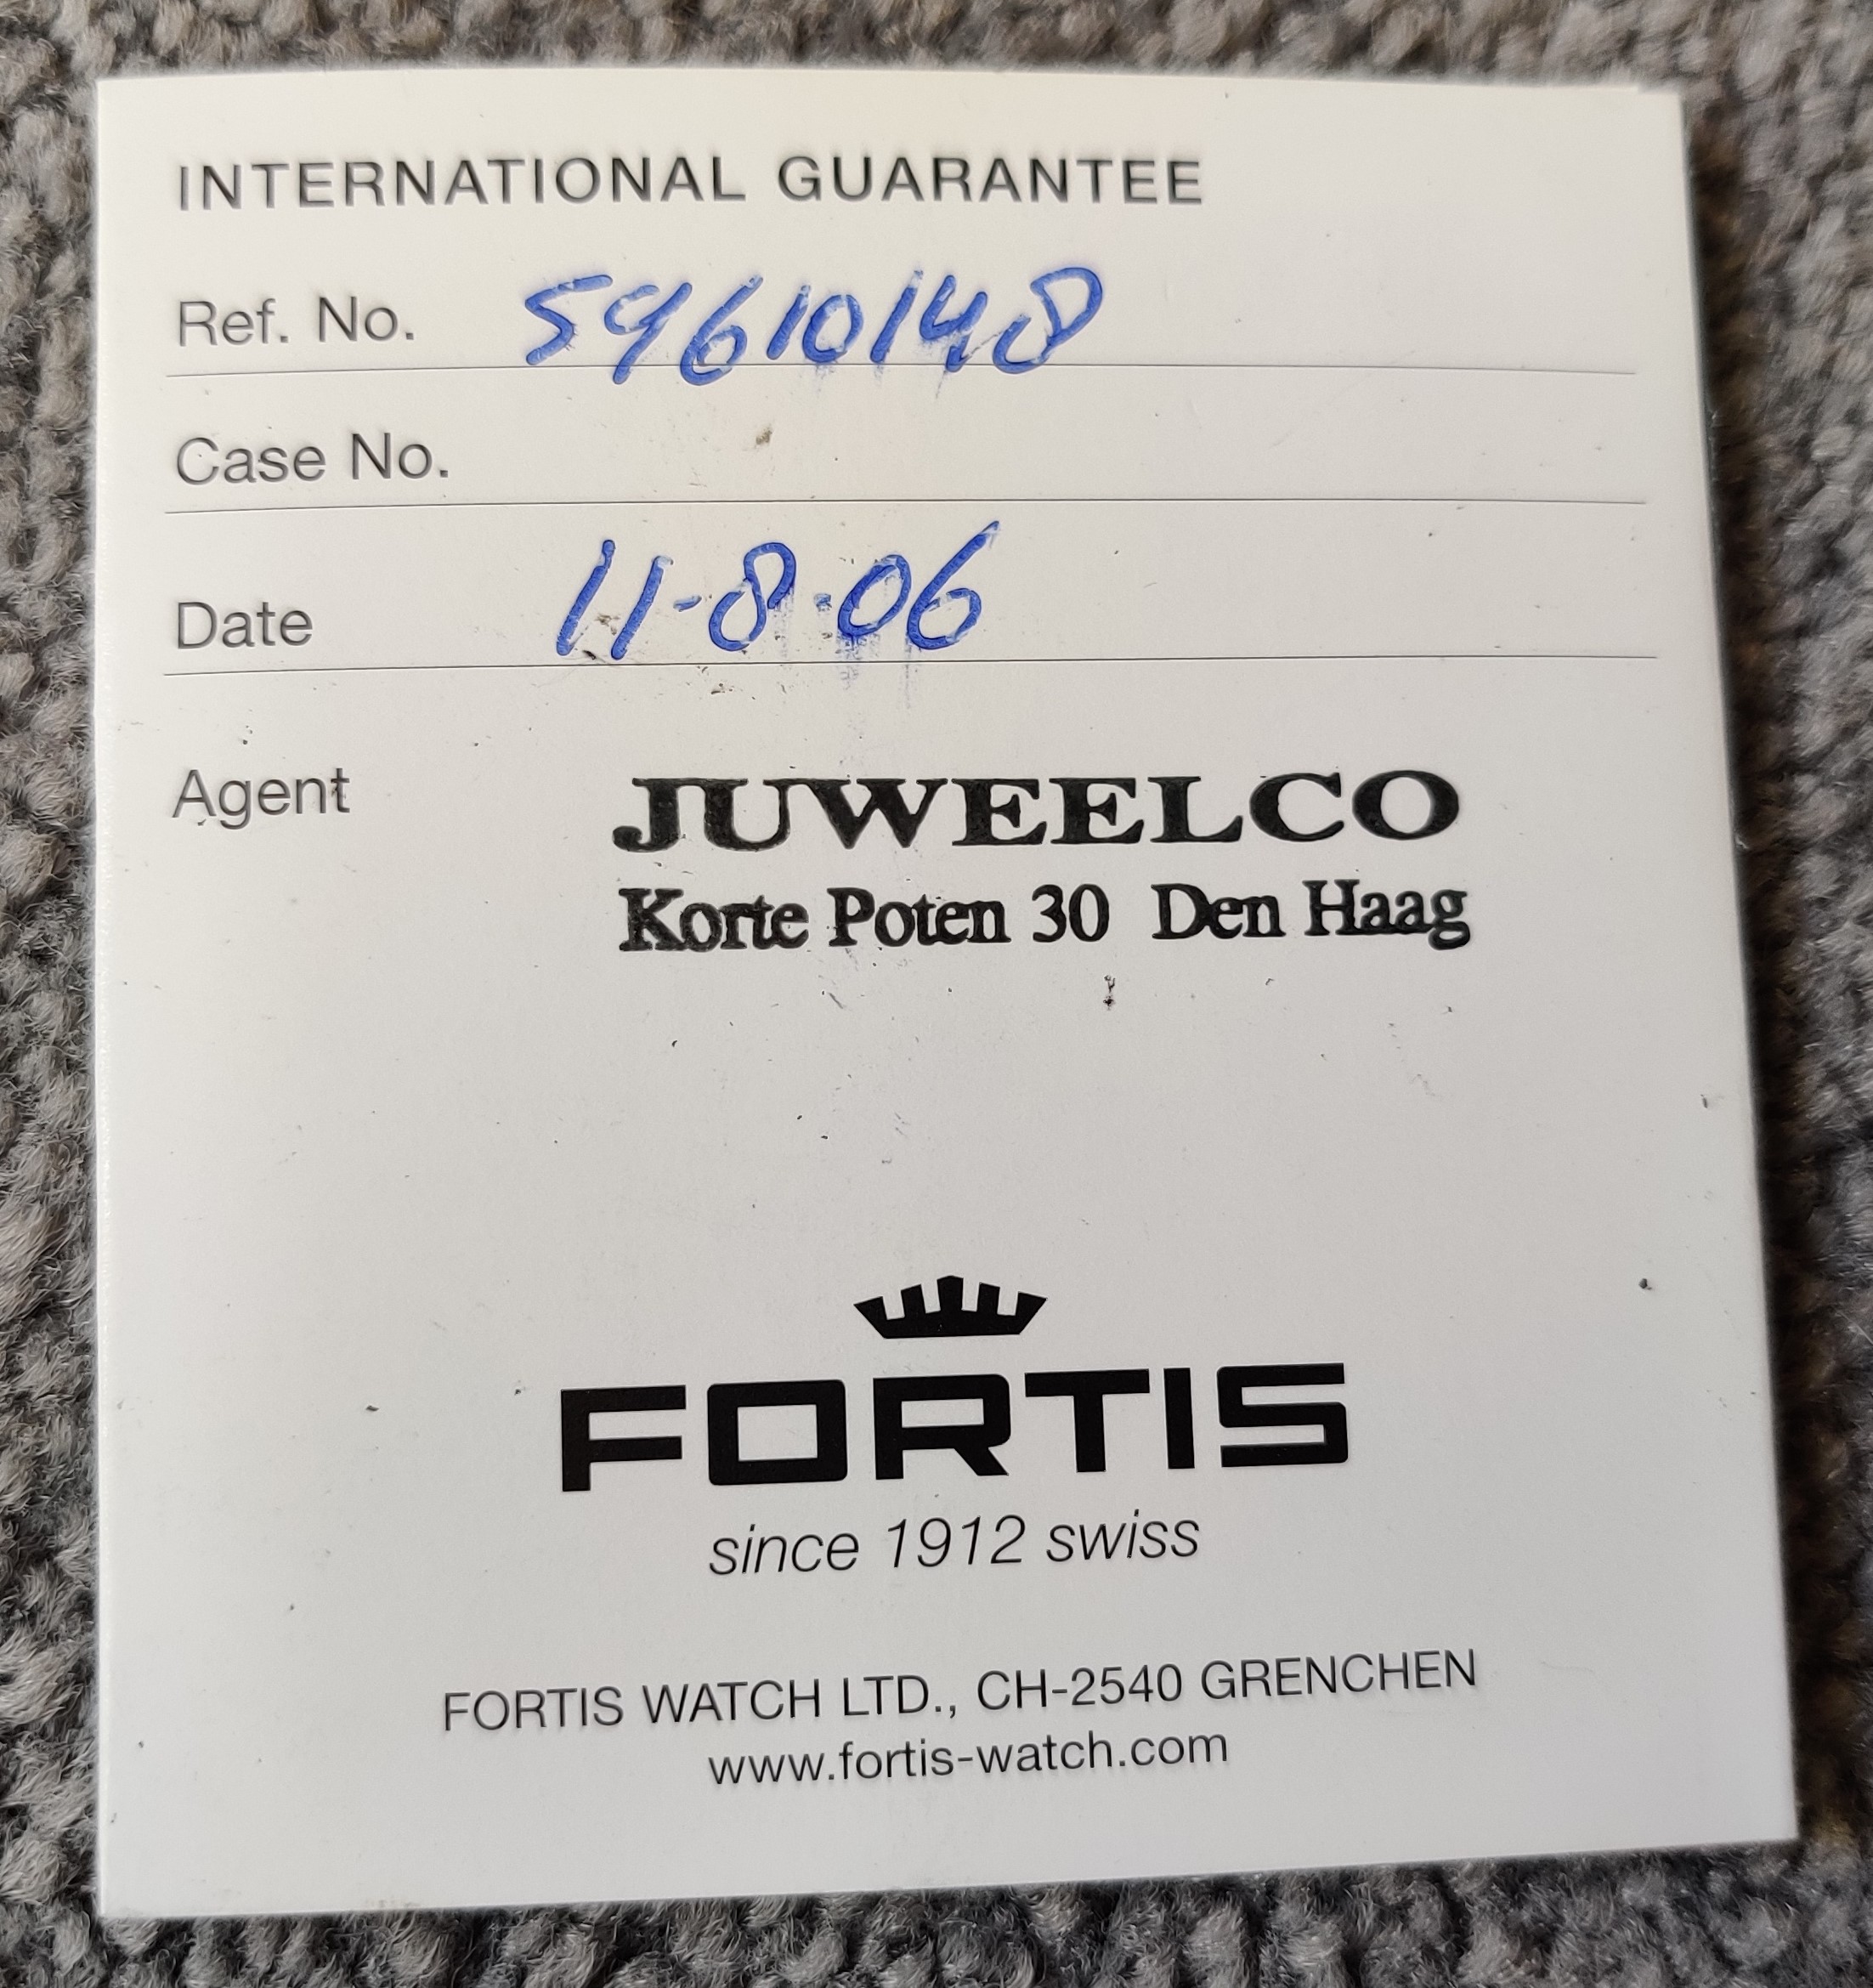 INTERNATIONAL GUARANTEE
Ref. No. 59610148
Case No.
Date 11-8-06
Agent JUWEELCO
Korte Poten 30 Den Haag
FORTIS
since 1912 swiss
FORTIS WATCH LTD., CH-2540 GRENCHEN
www.fortis-watch.com